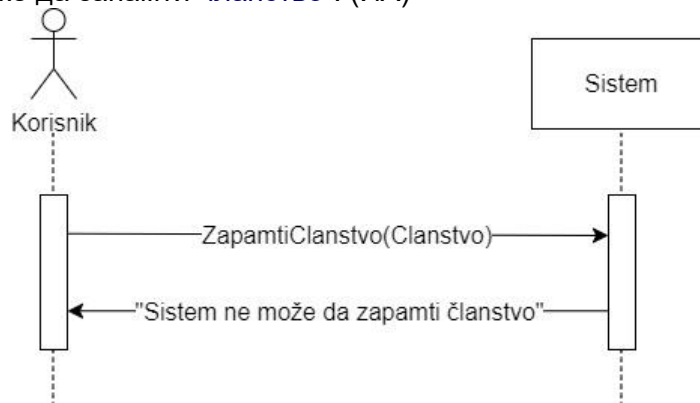 Korisnik
Sistem
ZapamtiClanstvo(Clanstvo)
"Sistem ne može da zapamti članstvo"